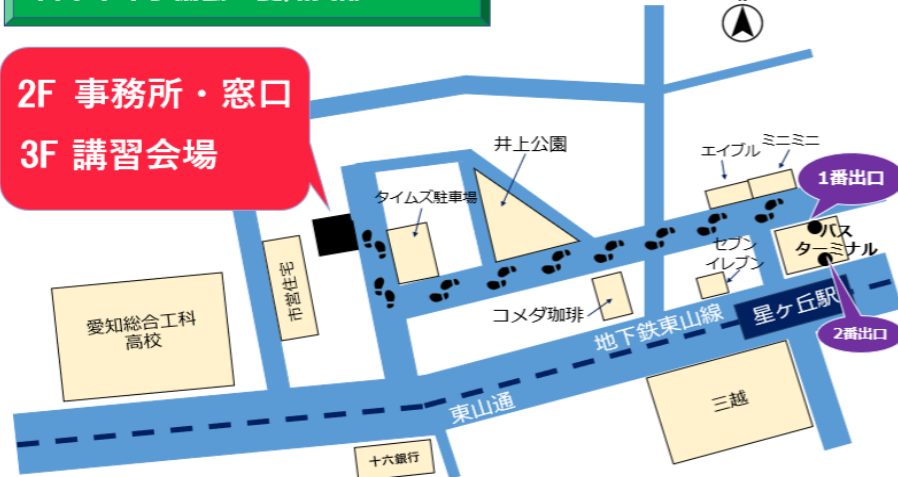 2F 事務所・窓口
3F 講習会場
井上公園
エイブル
ミニミニ
1番出口
タイムズ駐車場
バス
ターミナル
セブン
イレブン
市営住宅
コメダ珈琲
地下鉄東山線
星ヶ丘駅
2番出口
愛知総合工科
高校
東山通
三越
十六銀行